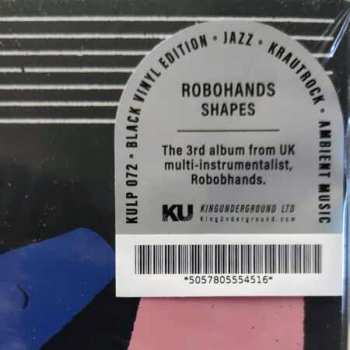 KULP 072 • BLACK VINYL EDITION • JAZZ • KRAUTROCK • AMBIENT MUSIC
ROBOHANDS
SHAPES
The 3rd album from UK
multi-instrumentalist,
Robobhands.
KU KINGUNDERGROUND LTD
KingUnderground.com
*5057805554516*